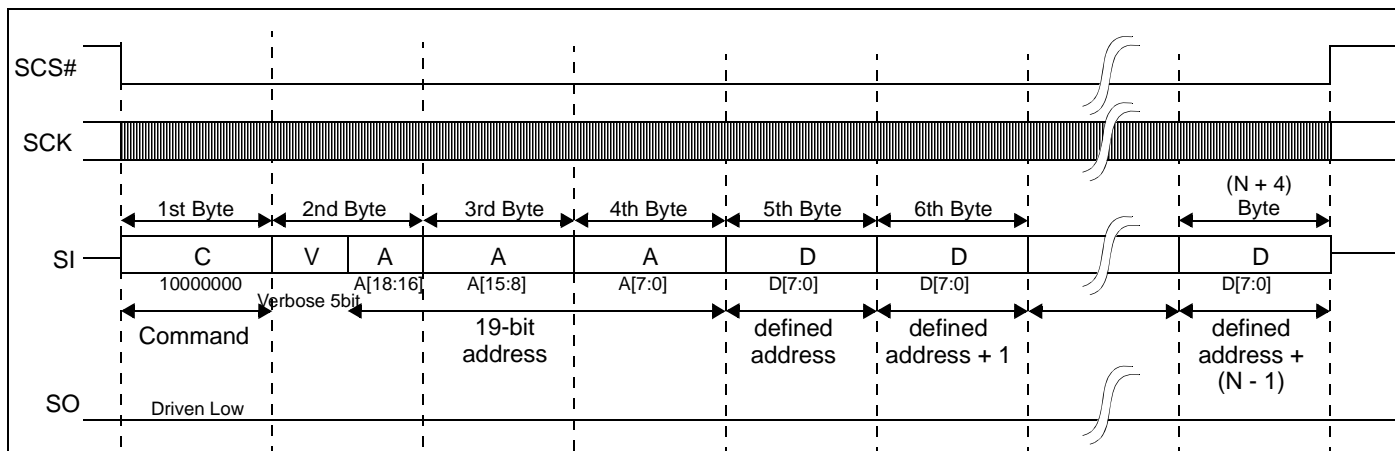 SCS#
SCK
1st Byte
2nd Byte
3rd Byte
4th Byte
5th Byte
6th Byte
(N + 4)
Byte
SI
C
V
A
A
A
D
D
D
10000000
Verbose 5bit
A[18:16]
A[15:8]
A[7:0]
D[7:0]
D[7:0]
D[7:0]
Command
19-bit
address
defined
address
defined
address + 1
defined
address +
(N - 1)
SO
Driven Low